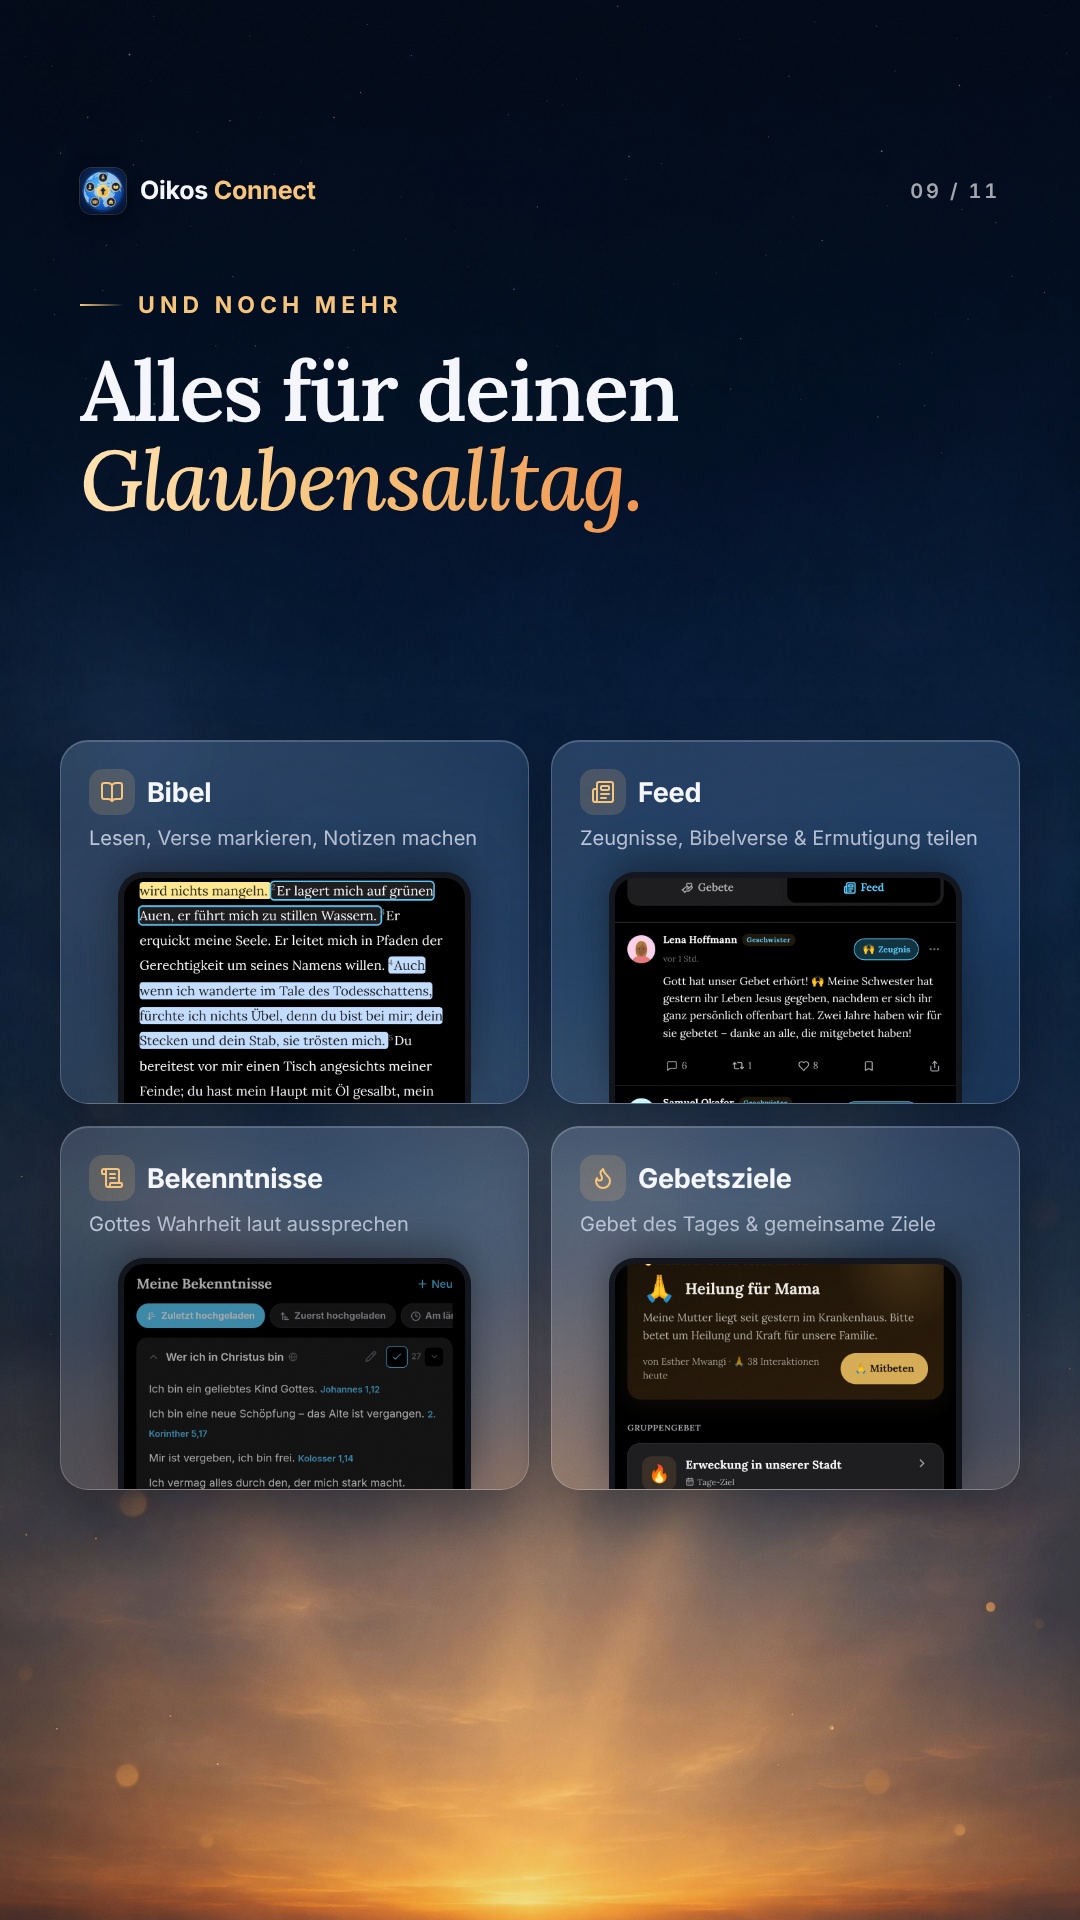 Oikos Connect
09 / 11
UND NOCH MEHR
Alles für deinen
Glaubensalltag.
Bibel
Lesen, Verse markieren, Notizen machen
wird nichts mangeln. Er lagert mich auf grünen
Auen, er führt mich zu stillen Wassern. Er
erquickt meine Seele. Er leitet mich in Pfaden der
Gerechtigkeit um seines Namens willen. Auch
wenn ich wanderte im Tale des Todesschattens,
fürchte ich nichts Übel, denn du bist bei mir; dein
Stecken und dein Stab, sie trösten mich. Du
bereitest vor mir einen Tisch angesichts meiner
Feinde; du hast mein Haupt mit Öl gesalbt, mein
Feed
Zeugnisse, Bibelverse & Ermutigung teilen
Gebete
Feed
Lena Hoffmann Geschwister
vor 1 Std.
🙌 Zeugnis
Gott hat unser Gebet erhört! 🙌 Meine Schwester hat
gestern ihr Leben Jesus gegeben, nachdem er sich ihr
ganz persönlich offenbart hat. Zwei Jahre haben wir für
sie gebetet – danke an alle, die mitgebetet haben!
6 1 8
Samuel Okafor
Bekenntnisse
Gottes Wahrheit laut aussprechen
Meine Bekenntnisse
+ Neu
Zuletzt hochgeladen
Zuerst hochgeladen
Am lä
Wer ich in Christus bin
27
Ich bin ein geliebtes Kind Gottes. Johannes 1,12
Ich bin eine neue Schöpfung – das Alte ist vergangen. 2.
Korinther 5,17
Mir ist vergeben, ich bin frei. Kolosser 1,14
Ich vermag alles durch den, der mich stark macht.
Gebetsziele
Gebet des Tages & gemeinsame Ziele
🙏 Heilung für Mama
Meine Mutter liegt seit gestern im Krankenhaus. Bitte
betet um Heilung und Kraft für unsere Familie.
von Esther Mwangi · 🙏 38 Interaktionen
heute
🙏 Mitbeten
GRUPPENGEBET
Erweckung in unserer Stadt
Tage-Ziel